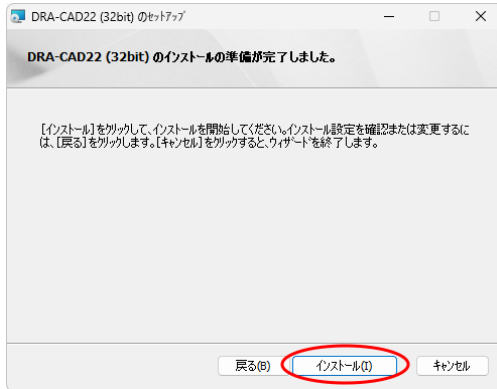 DRA-CAD22 (32bit) のｾｯﾄｱｯﾌﾟ
DRA-CAD22 (32bit) のｲﾝｽﾄｰﾙの準備が完了しました。
[ｲﾝｽﾄｰﾙ]をｸﾘｯｸして、ｲﾝｽﾄｰﾙを開始してください。ｲﾝｽﾄｰﾙ設定を確認または変更するに
は、[戻る]をｸﾘｯｸします。[ｷｬﾝｾﾙ]をｸﾘｯｸすると、ｳｨｻﾞｰﾄﾞを終了します。
戻る(B) ｲﾝｽﾄｰﾙ(I) ｷｬﾝｾﾙ